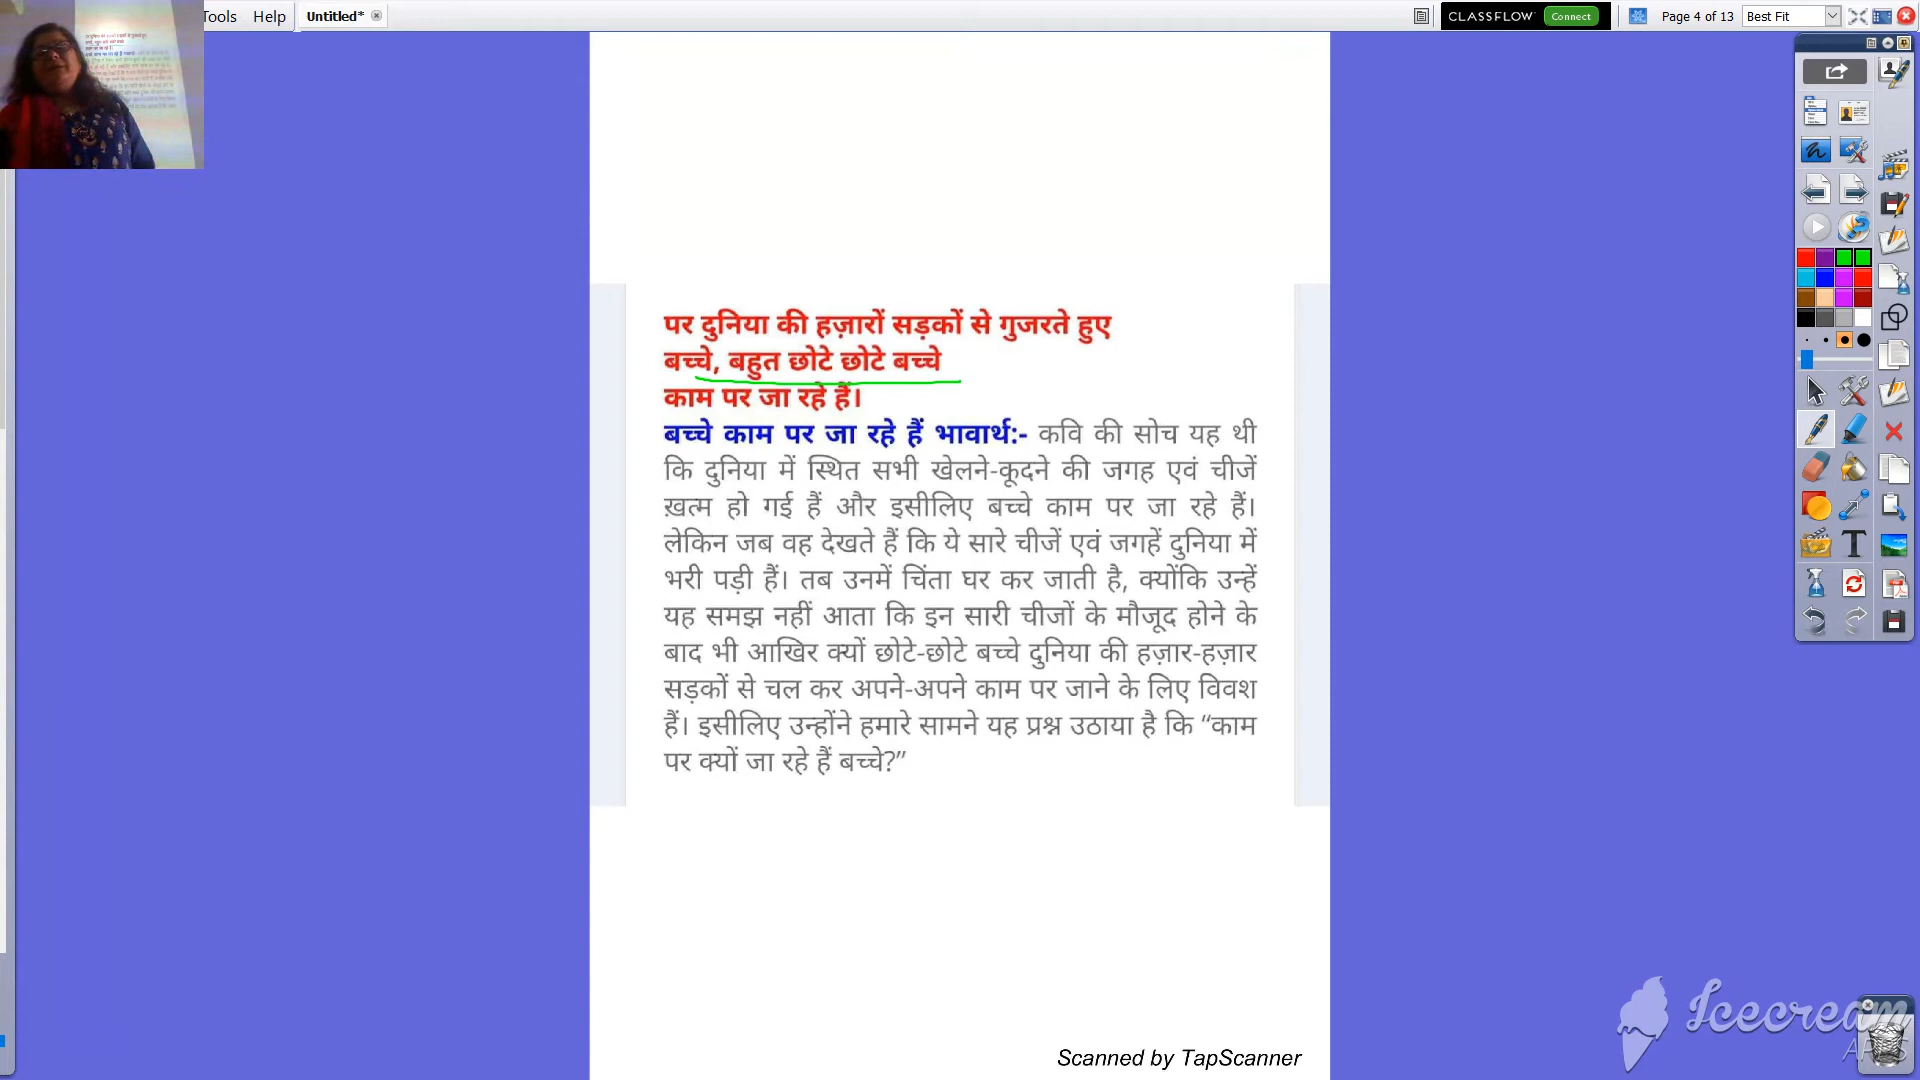 Tools Help Untitled* CLASSFLOW Connect Page 4 of 13 Best Fit
पर दुनिया की हज़ारों सड़कों से गुजरते हुए
बच्चे, बहुत छोटे छोटे बच्चे
काम पर जा रहे हैं।
बच्चे काम पर जा रहे हैं भावार्थ:- कवि की सोच यह थी
कि दुनिया में स्थित सभी खेलने-कूदने की जगह एवं चीजें
ख़त्म हो गई हैं और इसीलिए बच्चे काम पर जा रहे हैं।
लेकिन जब वह देखते हैं कि ये सारे चीजें एवं जगहें दुनिया में
भरी पड़ी हैं। तब उनमें चिंता घर कर जाती है, क्योंकि उन्हें
यह समझ नहीं आता कि इन सारी चीजों के मौजूद होने के
बाद भी आखिर क्यों छोटे-छोटे बच्चे दुनिया की हज़ार-हज़ार
सड़कों से चल कर अपने-अपने काम पर जाने के लिए विवश
हैं। इसीलिए उन्होंने हमारे सामने यह प्रश्न उठाया है कि “काम
पर क्यों जा रहे हैं बच्चे?”
Icecream
Scanned by TapScanner